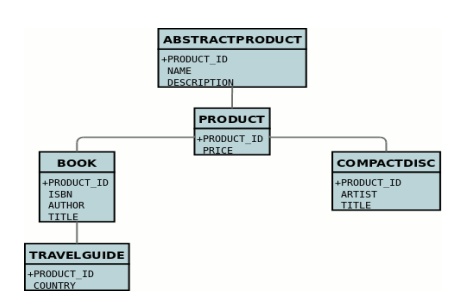 ABSTRACTPRODUCT
+PRODUCT_ID
NAME
DESCRIPTION
PRODUCT
+PRODUCT_ID
PRICE
BOOK
+PRODUCT_ID
ISBN
AUTHOR
TITLE
COMPACTDISC
+PRODUCT_ID
ARTIST
TITLE
TRAVELGUIDE
+PRODUCT_ID
COUNTRY